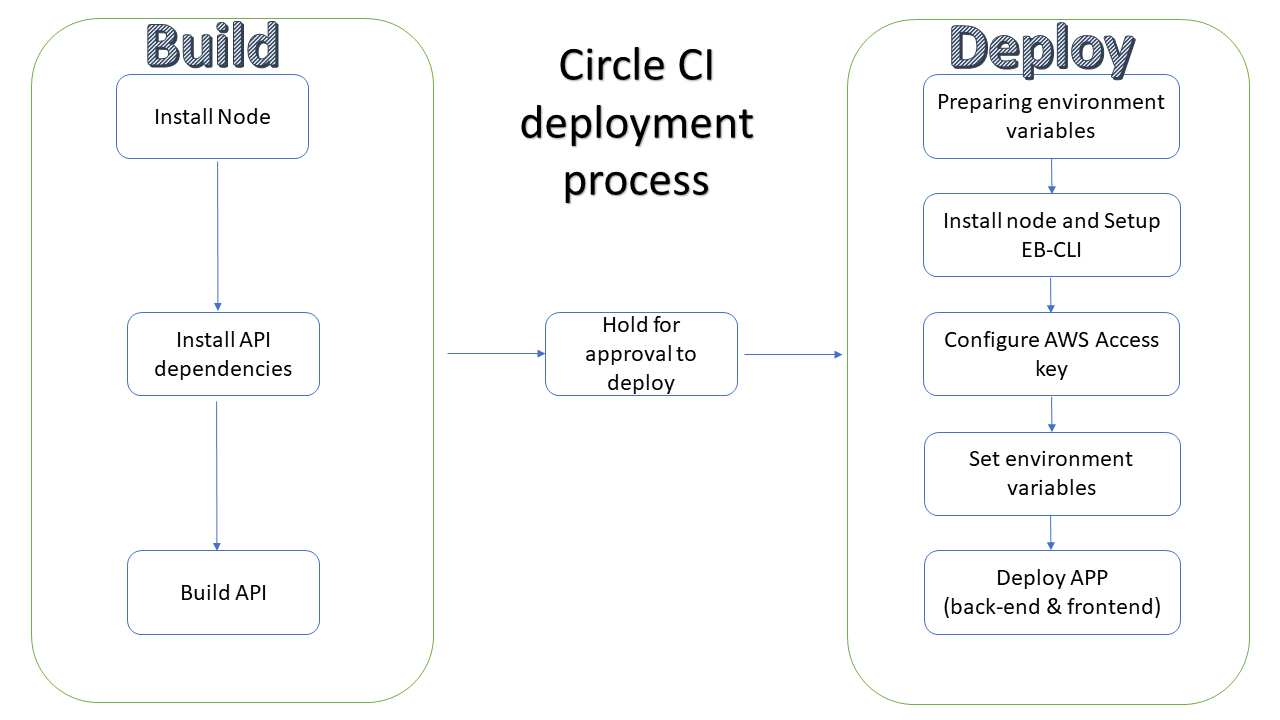 Build
Install Node
Install API
dependencies
Build API
Circle CI
deployment
process
Hold for
approval to
deploy
Deploy
Preparing environment
variables
Install node and Setup
EB-CLI
Configure AWS Access
key
Set environment
variables
Deploy APP
(back-end & frontend)